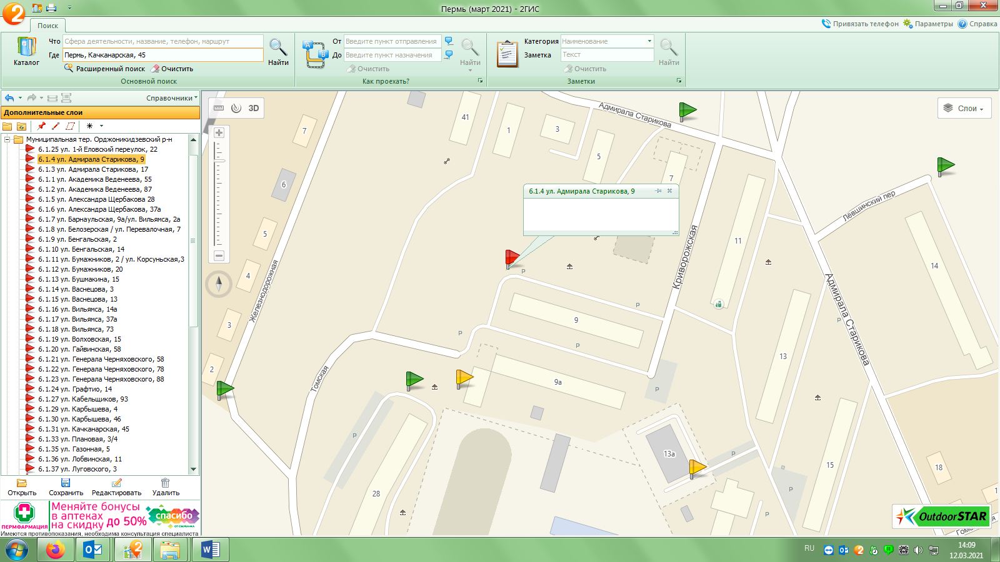 Пермь (март 2021) - 2ГИС
Поиск
Привязать телефон
Параметры
Справка
Каталог
Что
Сфера деятельности, название, телефон, маршрут
Где
Пермь, Качканарская, 45
Расширенный поиск
Очистить
Найти
Основной поиск
От
Введите пункт отправления
До
Введите пункт назначения
Очистить
Найти
Как проехать?
Категория
Наименование
Заметка
Текст
Очистить
Найти
Заметки
Справочники
Дополнительные слои
Муниципальная тер. Орджоникидзевский р-н
6.1.25 ул. 1-й Еловский переулок, 22
6.1.4 ул. Адмирала Старикова, 9
6.1.3 ул. Адмирала Старикова, 17
6.1.1 ул. Академика Веденеева, 55
6.1.2 ул. Академика Веденеева, 87
6.1.5 ул. Александра Щербакова 28
6.1.6 ул. Александра Щербакова, 37а
6.1.7 ул. Барнаульская, 9а/ул. Вильямса, 2а
6.1.8 ул. Белозерская / ул. Перевалочная, 7
6.1.9 ул. Бенгальская, 2
6.1.10 ул. Бенгальская, 14
6.1.11 ул. Бумажников, 2 / ул. Корсуньская,3
6.1.12 ул. Бумажников, 20
6.1.13 ул. Бушмакина, 15
6.1.14 ул. Васнецова, 3
6.1.15 ул. Васнецова, 13
6.1.16 ул. Вильямса, 14а
6.1.17 ул. Вильямса, 37а
6.1.18 ул. Вильямса, 73
6.1.19 ул. Волховская, 15
6.1.20 ул. Гайвинская, 58
6.1.21 ул. Генерала Черняховского, 58
6.1.22 ул. Генерала Черняховского, 78
6.1.23 ул. Генерала Черняховского, 88
6.1.24 ул. Графтио, 14
6.1.27 ул. Кабельщиков, 93
6.1.29 ул. Карбышева, 4
6.1.30 ул. Карбышева, 46
6.1.31 ул. Качканарская, 45
6.1.33 ул. Плановая, 3/4
6.1.35 ул. Газонная, 5
6.1.36 ул. Лобвинская, 11
6.1.37 ул. Луговского, 3
Открыть
Сохранить
Редактировать
Удалить
ПЕРМФАРМАЦИЯ
Меняйте бонусы
в аптеках
на скидку до 50%
спасибо
ОТ СБЕРБАНКА
Имеются противопоказания, необходима консультация специалиста
3D
Слои
Адмирала Старикова
41
1
3
5
7
7
6
5
4
3
2
6.1.4 ул. Адмирала Старикова, 9
Лёвшинский пер
Криворожская
Железнодорожная
Адмирала Старикова
Томская
11
14
P
P
P
9
P
P
9а
P
13
P
13а
P
15
P
P
18
28
1
OutdoorSTAR
RU
14:09
12.03.2021